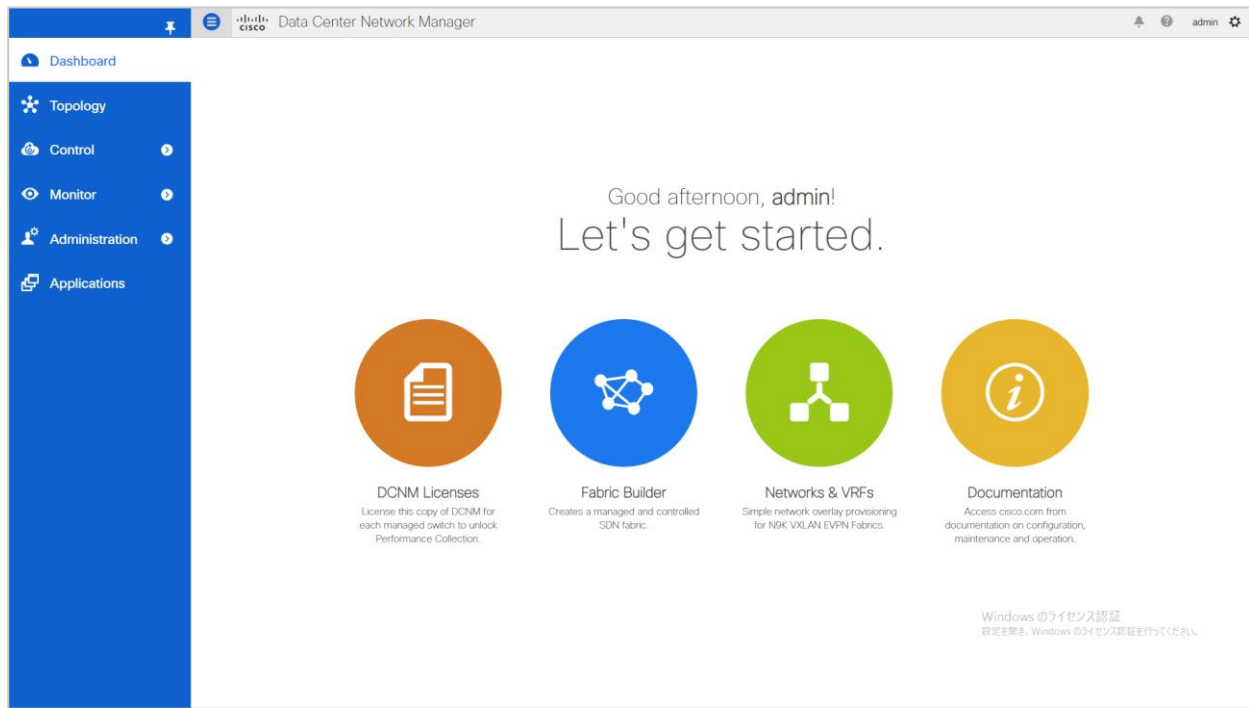 cisco Data Center Network Manager
admin
Dashboard
Topology
Control
Monitor
Administration
Applications
Good afternoon, admin!
Let's get started.
DCNM Licenses
License this copy of DCNM for
each managed switch to unlock
Performance Collection.
Fabric Builder
Creates a managed and controlled
SDN fabric.
Networks & VRFs
Simple network overlay provisioning
for N9K VXLAN EVPN Fabrics.
Documentation
Access cisco.com from
documentation on configuration,
maintenance and operation.
Windows のライセンス認証
設定を開き、Windows のライセンス認証を行ってください。